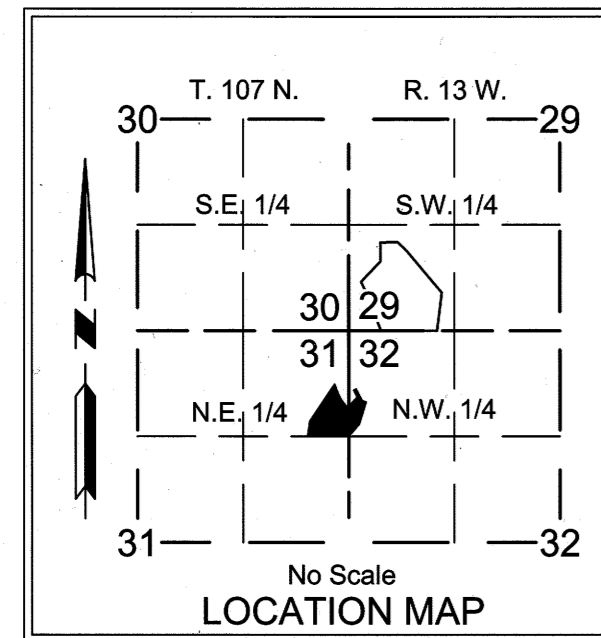 T. 107 N. R. 13 W.
30 29
S.E. 1/4 S.W. 1/4
30 29
N
31 32
N.E. 1/4 N.W. 1/4
31 32
No Scale
LOCATION MAP